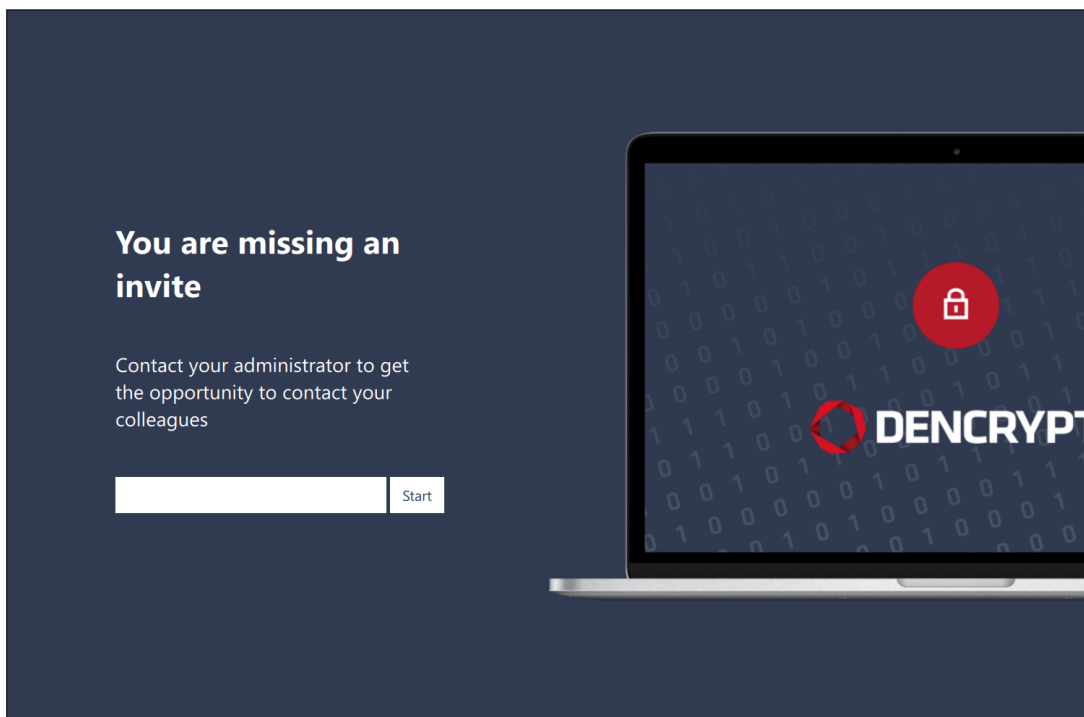 You are missing an
invite
Contact your administrator to get
the opportunity to contact your
colleagues
Start
DENCRYPT